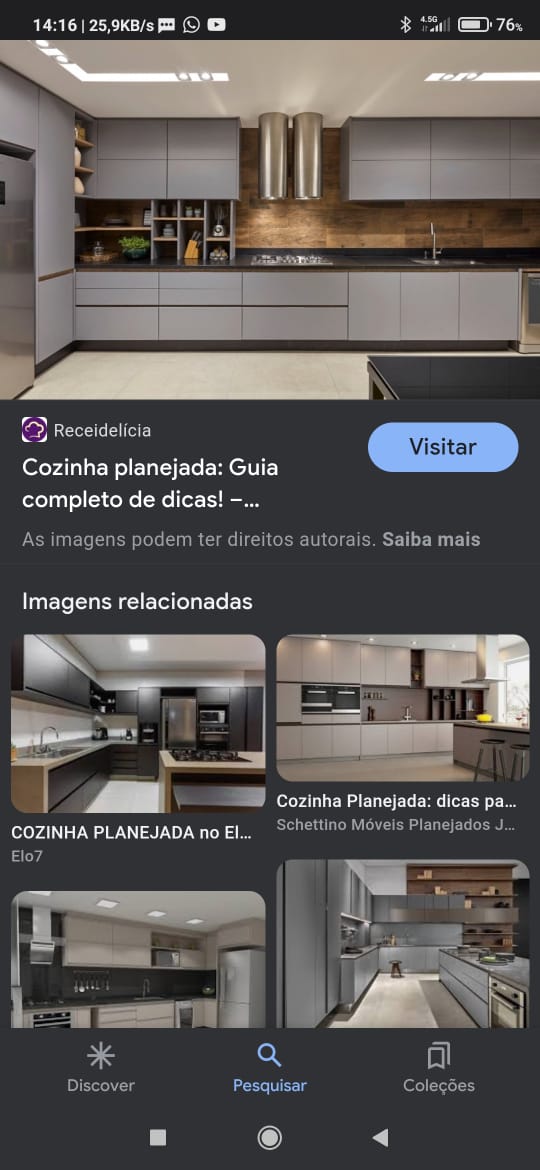 14:16 | 25,9KB/s
4.5G
76%
Receidelícia
Visitar
Cozinha planejada: Guia
completo de dicas! –...
As imagens podem ter direitos autorais. Saiba mais
Imagens relacionadas
COZINHA PLANEJADA no El...
Elo7
Cozinha Planejada: dicas pa...
Schettino Móveis Planejados J...
Discover
Pesquisar
Coleções